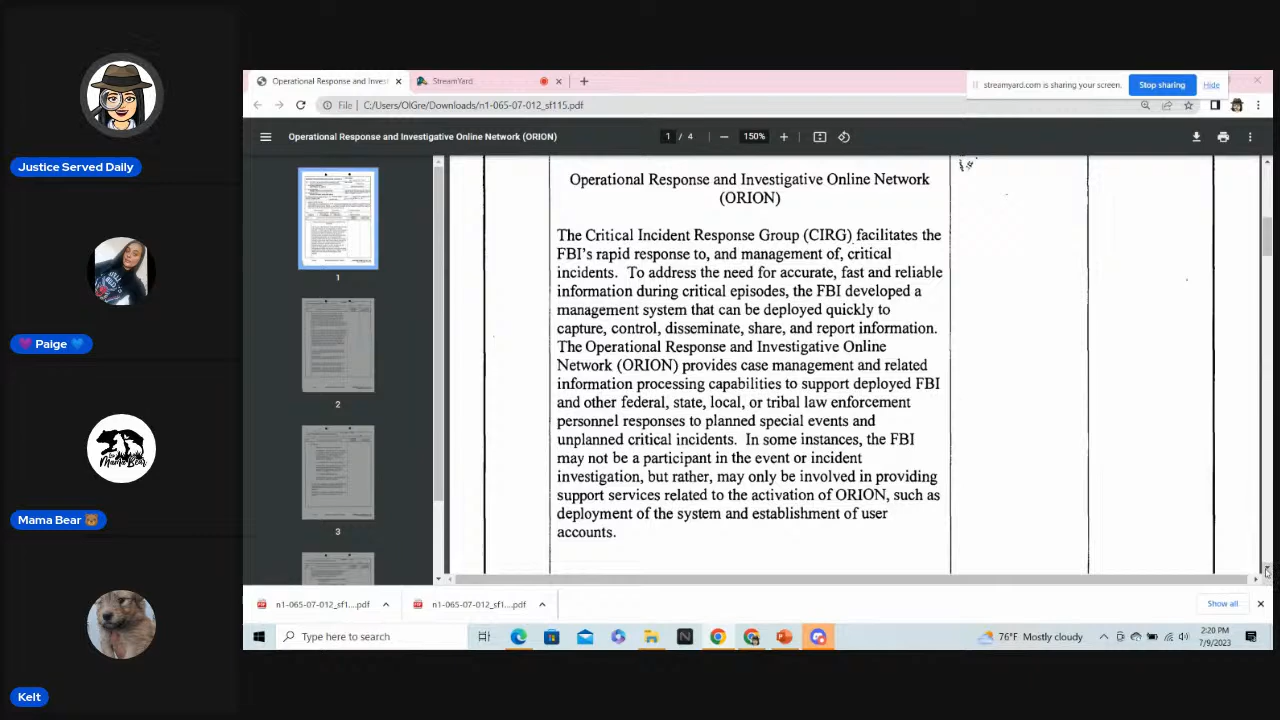 Operational Response and Inves
StreamYard
streamyard.com is sharing your screen.
Stop sharing
Hide
File
C:/Users/OlGre/Downloads/n1-065-07-012_sf115.pdf
Operational Response and Investigative Online Network (ORION)
1 / 4
150%
Justice Served Daily
Paige
Mama Bear
Mama Bear
Kelt
1
2
3
Operational Response and Investigative Online Network
(ORION)
The Critical Incident Response Group (CIRG) facilitates the
FBI's rapid response to, and management of, critical
incidents. To address the need for accurate, fast and reliable
information during critical episodes, the FBI developed a
management system that can be deployed quickly to
capture, control, disseminate, share, and report information.
The Operational Response and Investigative Online
Network (ORION) provides case management and related
information processing capabilities to support deployed FBI
and other federal, state, local, or tribal law enforcement
personnel responses to planned special events and
unplanned critical incidents. In some instances, the FBI
may not be a participant in the event or incident
investigation, but rather, may only be involved in providing
support services related to the activation of ORION, such as
deployment of the system and establishment of user
accounts.
n1-065-07-012_sf1....pdf
n1-065-07-012_sf1....pdf
Show all
Type here to search
76°F Mostly cloudy
2:20 PM
7/9/2023